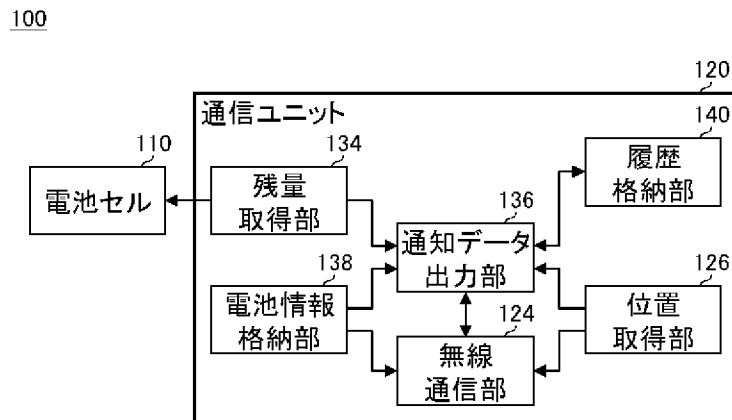 100
120
通信ユニット
140
110
134
履歴
格納部
電池セル
残量
取得部
136
通知データ
出力部
138
126
電池情報
格納部
124
位置
取得部
無線
通信部